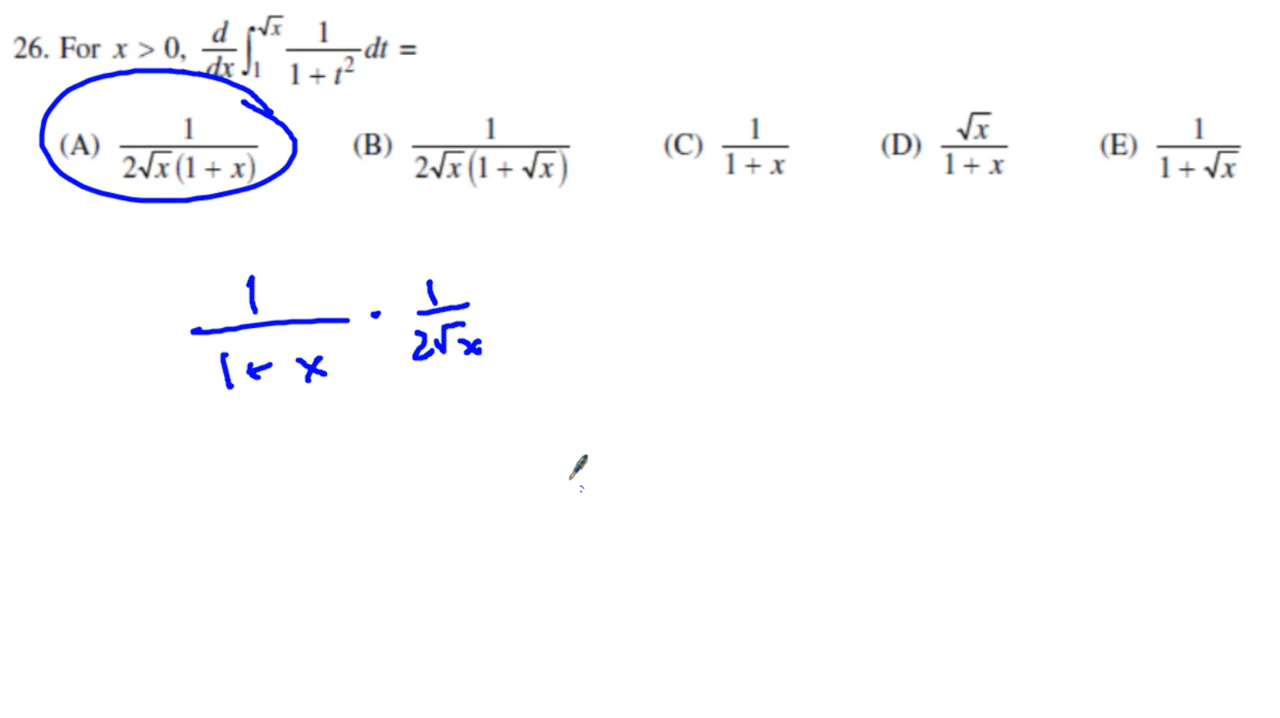 26. For x > 0, d/dx ∫₁^√x 1/(1 + t²) dt =
(A) 1/(2√x(1 + x)) (B) 1/(2√x(1 + √x)) (C) 1/(1 + x) (D) √x/(1 + x) (E) 1/(1 + √x)
1/(1 + x) · 1/(2√x)